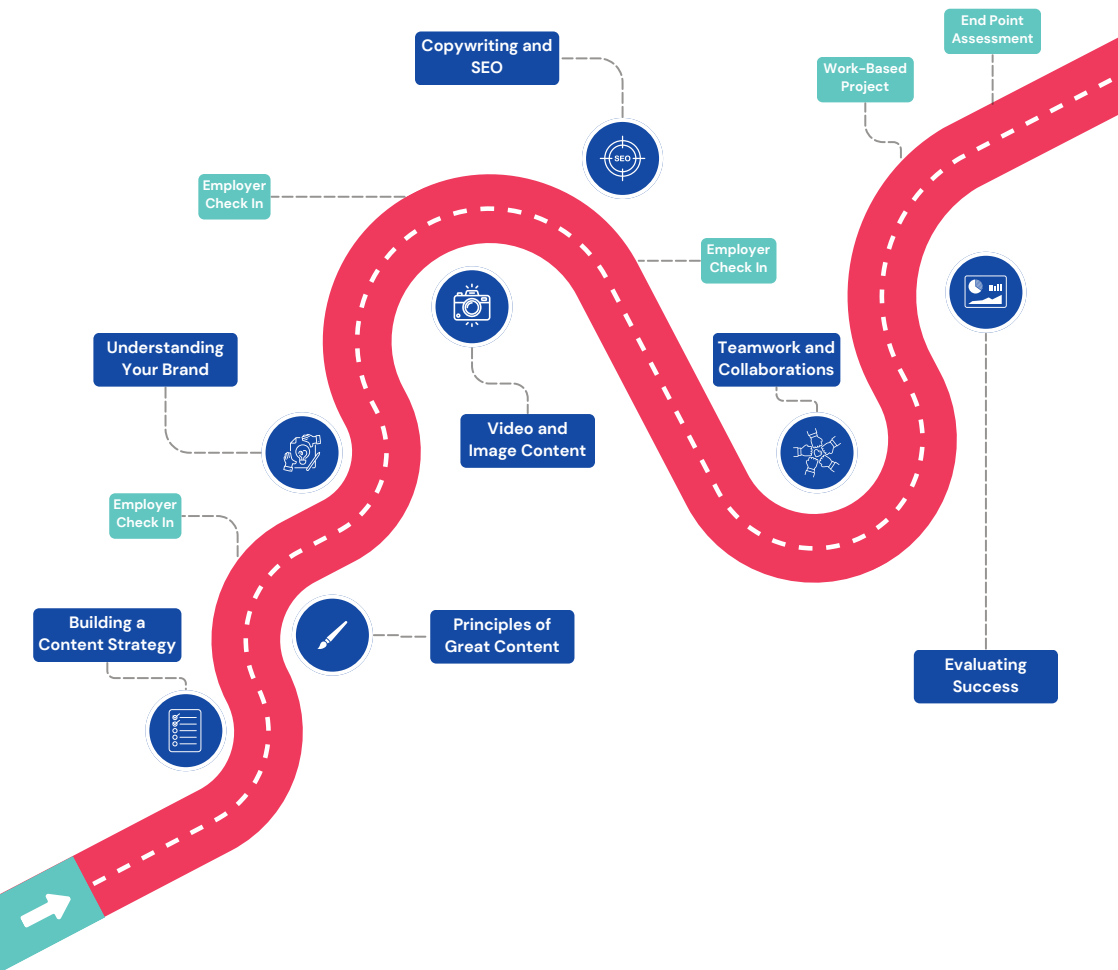 End Point
Assessment
Copywriting and
SEO
Work-Based
Project
SEO
Employer
Check In
Employer
Check In
Understanding
Your Brand
Teamwork and
Collaborations
Video and
Image Content
Employer
Check In
Building a
Content Strategy
Principles of
Great Content
Evaluating
Success